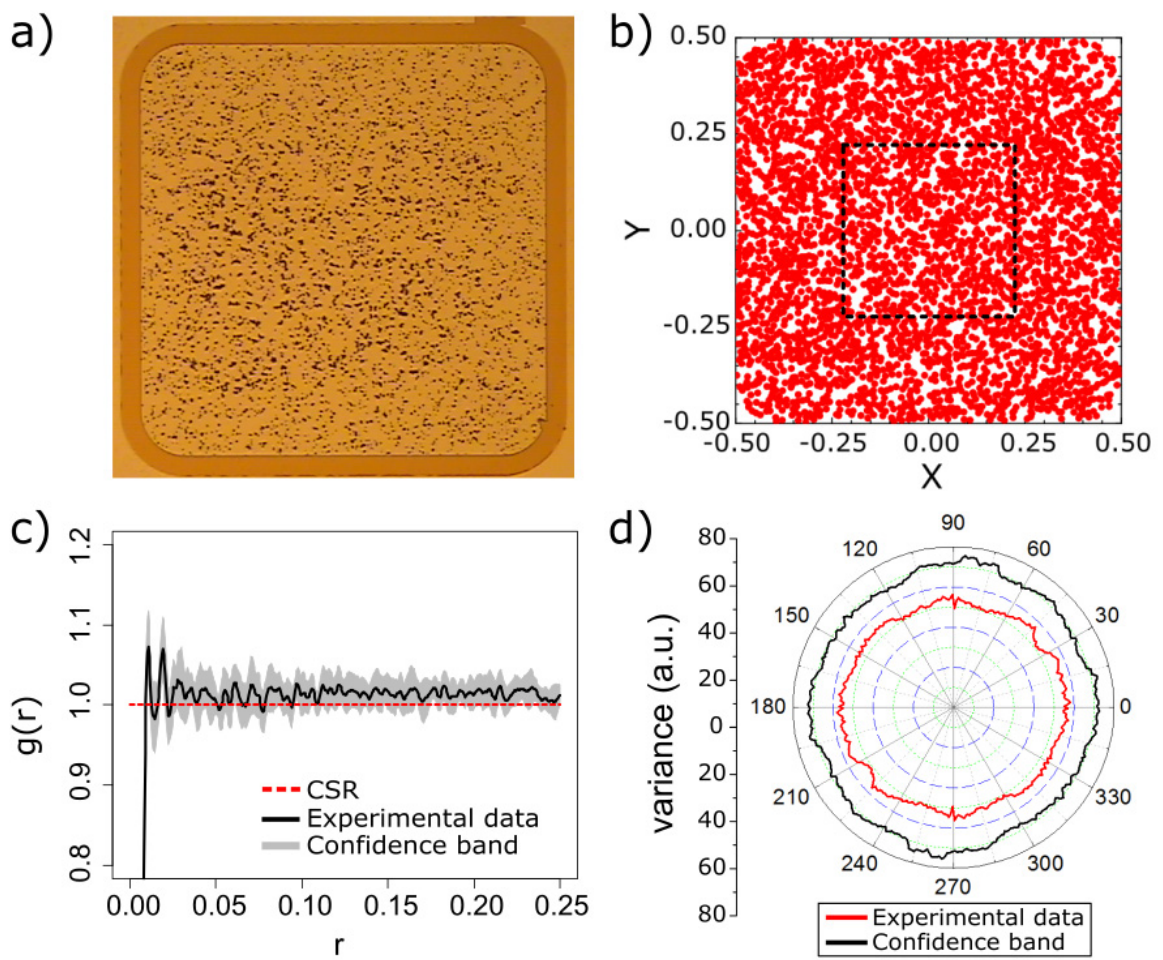 a)
b)
0.50
0.25
0.00
-0.25
-0.50
Y
-0.50 -0.25 0.00 0.25 0.50
X
c)
1.2
1.1
1.0
0.9
0.8
g(r)
CSR
Experimental data
Confidence band
0.00 0.05 0.10 0.15 0.20 0.25
r
d)
80
60
40
20
0
20
40
60
80
variance (a.u.)
90
120 60
150 30
180 0
210 330
240 300
270
Experimental data
Confidence band